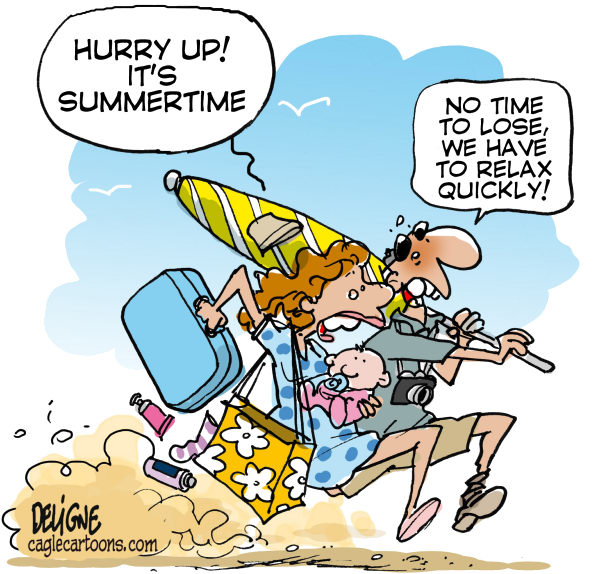 HURRY UP!
IT'S
SUMMERTIME
NO TIME
TO LOSE,
WE HAVE
TO RELAX
QUICKLY!
DELIGNE
caglecartoons.com